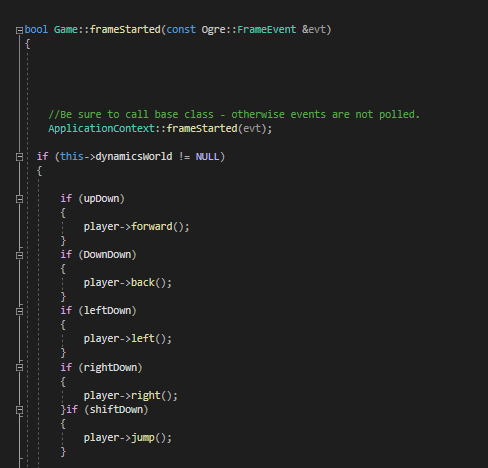 bool Game::frameStarted(const Ogre::FrameEvent &evt)
{
//Be sure to call base class - otherwise events are not polled.
ApplicationContext::frameStarted(evt);
if (this->dynamicsWorld != NULL)
{
if (upDown)
{
player->forward();
}
if (DownDown)
{
player->back();
}
if (leftDown)
{
player->left();
}
if (rightDown)
{
player->right();
}if (shiftDown)
{
player->jump();
}